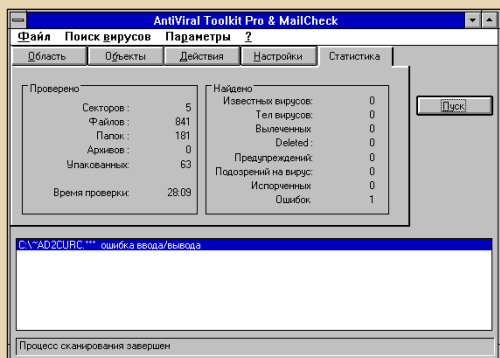 AntiViral Toolkit Pro & MailCheck
Файл Поиск вирусов Параметры ?
Область Объекты Действия Настройки Статистика
Проверено
Секторов : 5
Файлов : 841
Папок : 181
Архивов : 0
Упакованных: 63
Время проверки: 28:09
Найдено
Известных вирусов: 0
Тел вирусов: 0
Вылеченных 0
Deleted : 0
Предупреждений: 0
Подозрений на вирус: 0
Испорченных 0
Ошибок 1
Пуск
C:\~AD2CURC.*** ошибка ввода/вывода
Процесс сканирования завершен